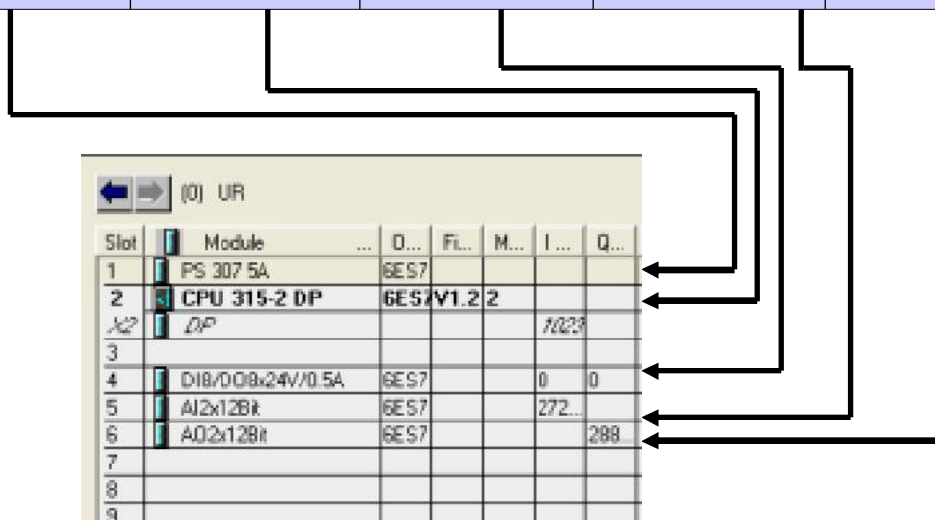 (0) UR
Slot Module ... O... Fi... M... I ... Q...
1 PS 307 5A 6ES7
2 CPU 315-2 DP 6ES7 V1.2 2
X2 DP 1023
3
4 DI8/DO8x24V/0.5A 6ES7 0 0
5 AI2x12Bit 6ES7 272...
6 AO2x12Bit 6ES7 288...
7
8
9